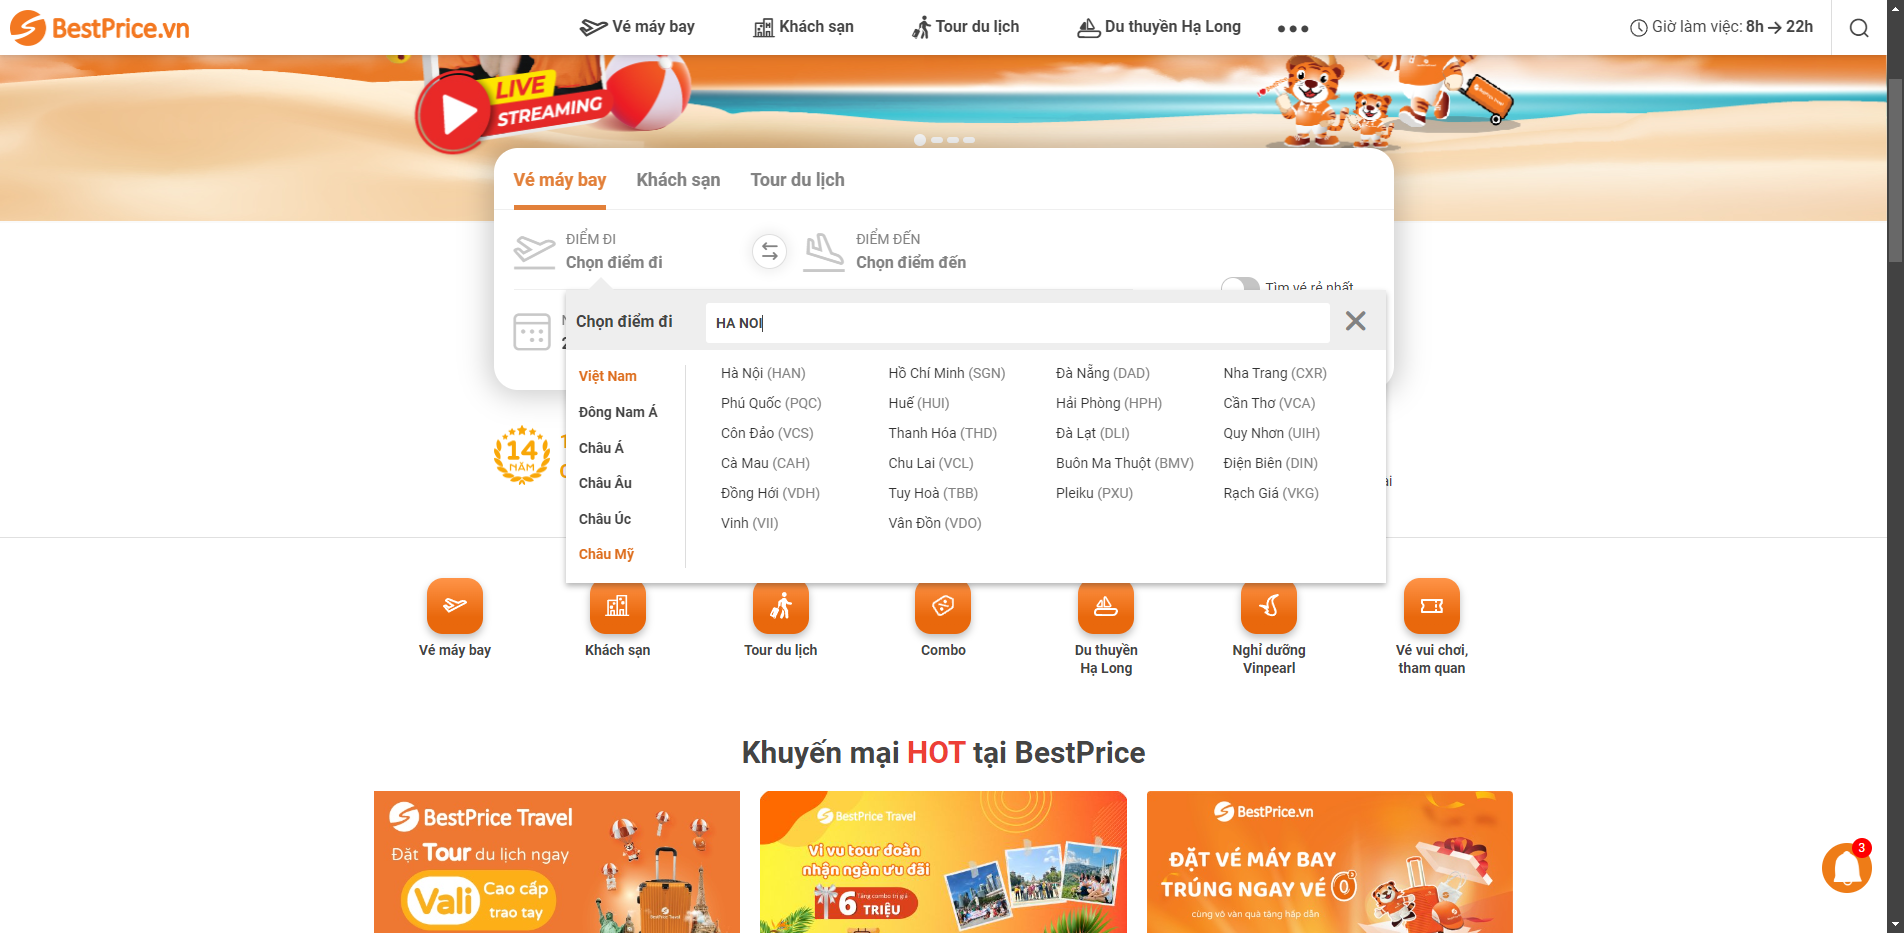 BestPrice.vn
Vé máy bay
Khách sạn
Tour du lịch
Du thuyền Hạ Long
Giờ làm việc: 8h → 22h
LIVE
STREAMING
Vé máy bay
Khách sạn
Tour du lịch
ĐIỂM ĐI
Chọn điểm đi
ĐIỂM ĐẾN
Chọn điểm đến
Tìm vé rẻ nhất
Chọn điểm đi
HA NOI
Việt Nam
Đông Nam Á
Châu Á
Châu Âu
Châu Úc
Châu Mỹ
Hà Nội (HAN)
Hồ Chí Minh (SGN)
Đà Nẵng (DAD)
Nha Trang (CXR)
Phú Quốc (PQC)
Huế (HUI)
Hải Phòng (HPH)
Cần Thơ (VCA)
Côn Đảo (VCS)
Thanh Hóa (THD)
Đà Lạt (DLI)
Quy Nhơn (UIH)
Cà Mau (CAH)
Chu Lai (VCL)
Buôn Ma Thuột (BMV)
Điện Biên (DIN)
Đồng Hới (VDH)
Tuy Hoà (TBB)
Pleiku (PXU)
Rạch Giá (VKG)
Vinh (VII)
Vân Đồn (VDO)
14
NĂM
Vé máy bay
Khách sạn
Tour du lịch
Combo
Du thuyền
Hạ Long
Nghỉ dưỡng
Vinpearl
Vé vui chơi,
tham quan
Khuyến mại HOT tại BestPrice
BestPrice Travel
Đặt Tour du lịch ngay
Vali Cao cấp
trao tay
BestPrice Travel
Vi vu tour đoàn
nhận ngàn ưu đãi
Tặng combo trị giá
6 TRIỆU
BestPrice.vn
ĐẶT VÉ MÁY BAY
TRÚNG NGAY VÉ 0đ
cùng vô vàn quà tặng hấp dẫn
3